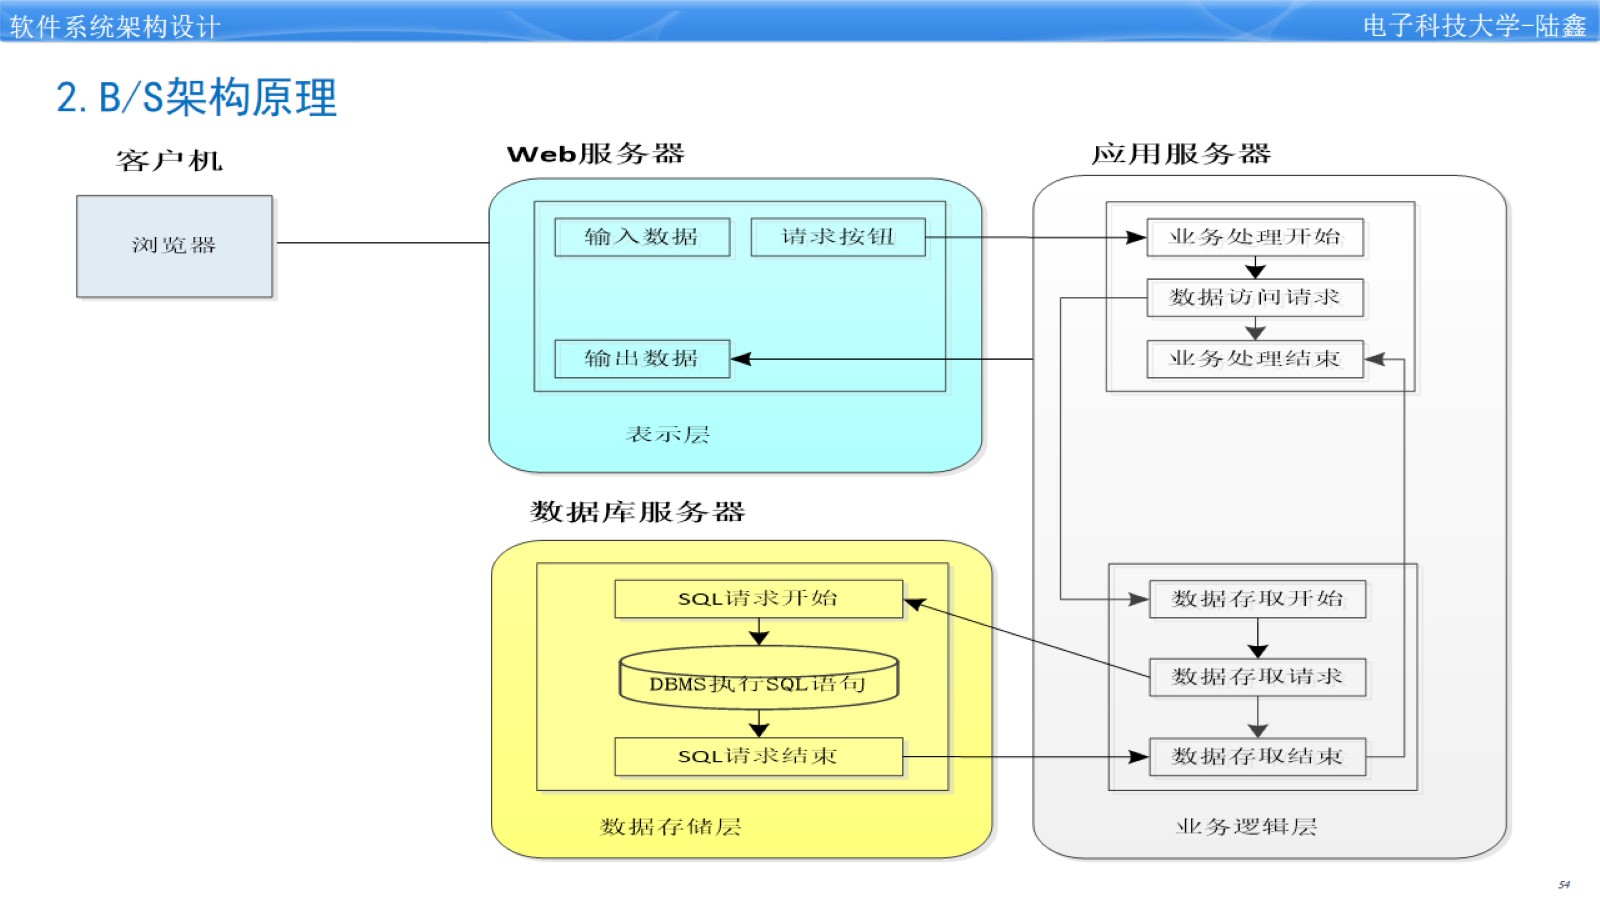 软件系统架构设计
电子科技大学-陆鑫
2.B/S架构原理
客户机
浏览器
Web服务器
输入数据
请求按钮
输出数据
表示层
应用服务器
业务处理开始
数据访问请求
业务处理结束
数据存取开始
数据存取请求
数据存取结束
业务逻辑层
数据库服务器
SQL请求开始
DBMS执行SQL语句
SQL请求结束
数据存储层
54